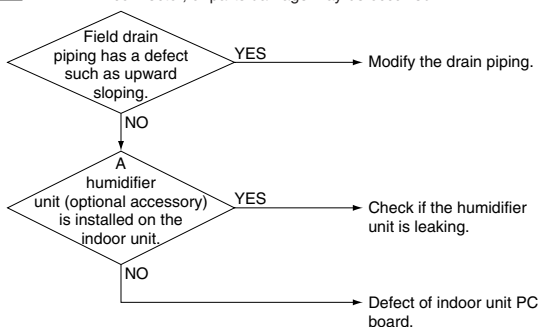 Field drain
piping has a defect
such as upward
sloping.
YES
Modify the drain piping.
NO
A
humidifier
unit (optional accessory)
is installed on the
indoor unit.
YES
Check if the humidifier
unit is leaking.
NO
Defect of indoor unit PC
board.